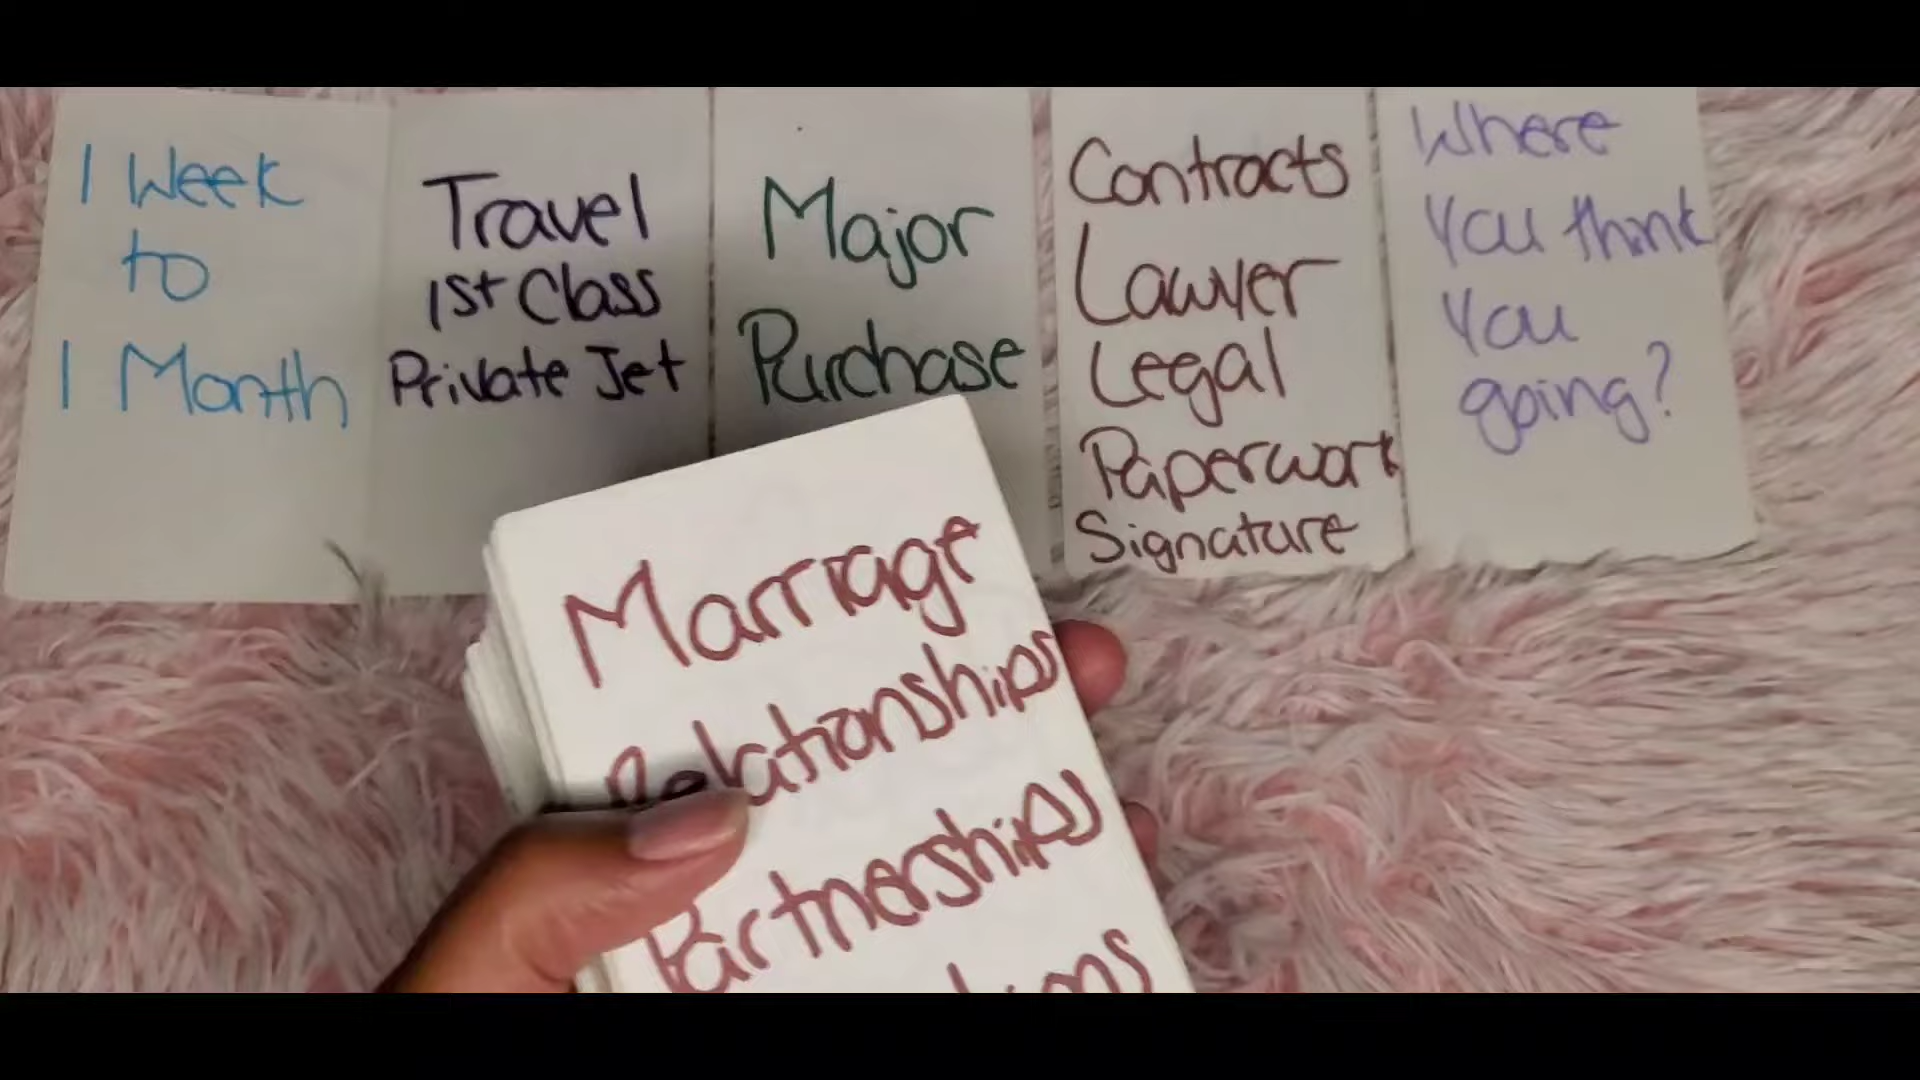 1 Week
to
1 Month
Travel
1st Class
Private Jet
Major
Purchase
Contracts
Lawyer
Legal
Paperwork
Signature
Where
You think
You
going?
Marriage
Relationships
Partnerships